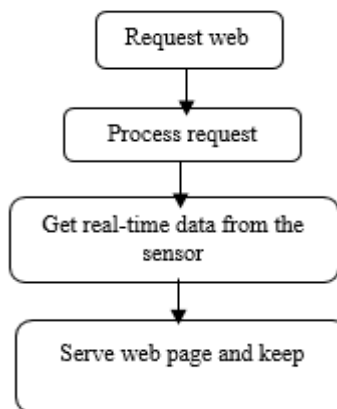 Request web
Process request
Get real-time data from the
sensor
Serve web page and keep